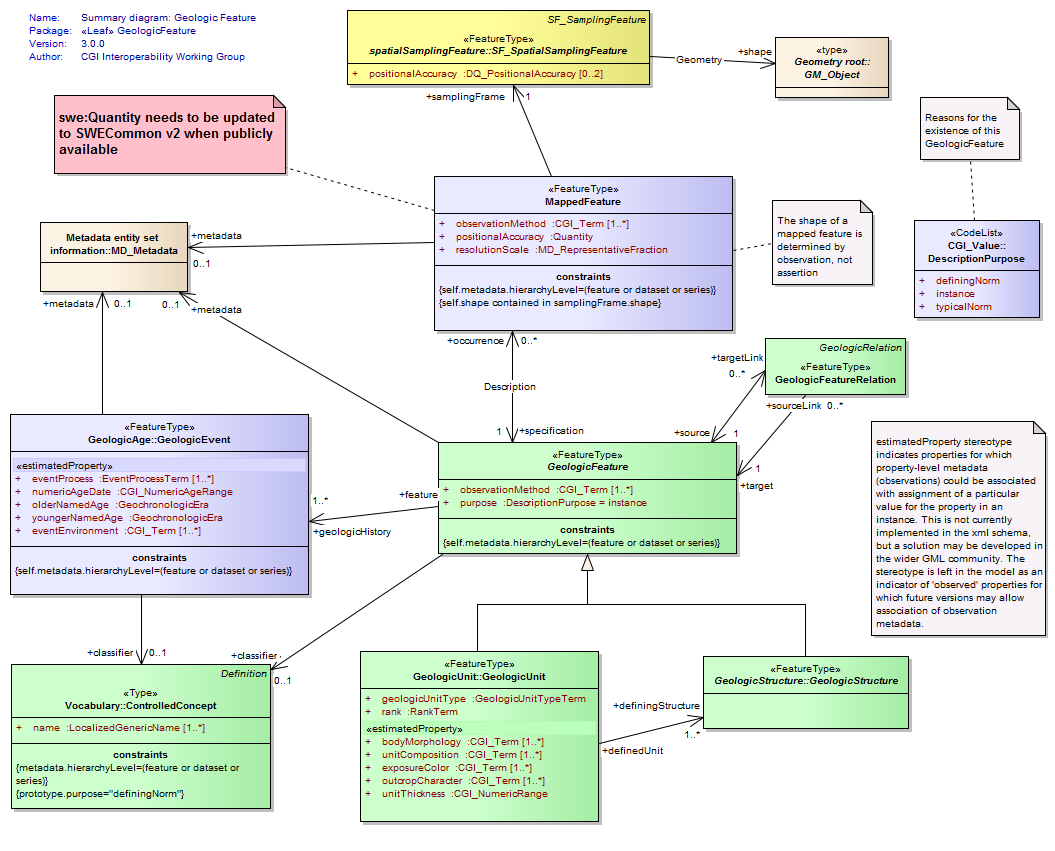 Name: Summary diagram: Geologic Feature
Package: «Leaf» GeologicFeature
Version: 3.0.0
Author: CGI Interoperability Working Group
SF_SamplingFeature
«FeatureType»
spatialSamplingFeature::SF_SpatialSamplingFeature
+ positionalAccuracy :DQ_PositionalAccuracy [0..2]
Geometry
+shape
«type»
Geometry root::
GM_Object
+samplingFrame
1
swe:Quantity needs to be updated
to SWECommon v2 when publicly
available
Reasons for the
existence of this
GeologicFeature
«FeatureType»
MappedFeature
+ observationMethod :CGI_Term [1..*]
+ positionalAccuracy :Quantity
+ resolutionScale :MD_RepresentativeFraction
constraints
{self.metadata.hierarchyLevel=(feature or dataset or series)}
{self.shape contained in samplingFrame.shape}
The shape of a
mapped feature is
determined by
observation, not
assertion
«CodeList»
CGI_Value::
DescriptionPurpose
+ definingNorm
+ instance
+ typicalNorm
Metadata entity set
information::MD_Metadata
+metadata
0..1
+metadata
0..1
0..1
+metadata
+occurrence
0..*
Description
1
+specification
GeologicRelation
«FeatureType»
GeologicFeatureRelation
+targetLink
0..*
+sourceLink 0..*
+source
1
1
+target
«FeatureType»
GeologicAge::GeologicEvent
«estimatedProperty»
+ eventProcess :EventProcessTerm [1..*]
+ numericAgeDate :CGI_NumericAgeRange
+ olderNamedAge :GeochronologicEra
+ youngerNamedAge :GeochronologicEra
+ eventEnvironment :CGI_Term [1..*]
constraints
{self.metadata.hierarchyLevel=(feature or dataset or series)}
«FeatureType»
GeologicFeature
+ observationMethod :CGI_Term [1..*]
+ purpose :DescriptionPurpose = instance
constraints
{self.metadata.hierarchyLevel=(feature or dataset or series)}
1..*
+feature
+geologicHistory
estimatedProperty stereotype
indicates properties for which
property-level metadata
(observations) could be associated
with assignment of a particular
value for the property in an
instance. This is not currently
implemented in the xml schema,
but a solution may be developed in
the wider GML community. The
stereotype is left in the model as an
indicator of 'observed' properties for
which future versions may allow
association of observation
metadata.
+classifier
0..1
+classifier
0..1
Definition
«Type»
Vocabulary::ControlledConcept
+ name :LocalizedGenericName [1..*]
constraints
{metadata.hierarchyLevel=(feature or dataset or
series)}
{prototype.purpose="definingNorm"}
«FeatureType»
GeologicUnit::GeologicUnit
+ geologicUnitType :GeologicUnitTypeTerm
+ rank :RankTerm
«estimatedProperty»
+ bodyMorphology :CGI_Term [1..*]
+ unitComposition :CGI_Term [1..*]
+ exposureColor :CGI_Term [1..*]
+ outcropCharacter :CGI_Term [1..*]
+ unitThickness :CGI_NumericRange
+definingStructure
1..*
+definedUnit
«FeatureType»
GeologicStructure::GeologicStructure